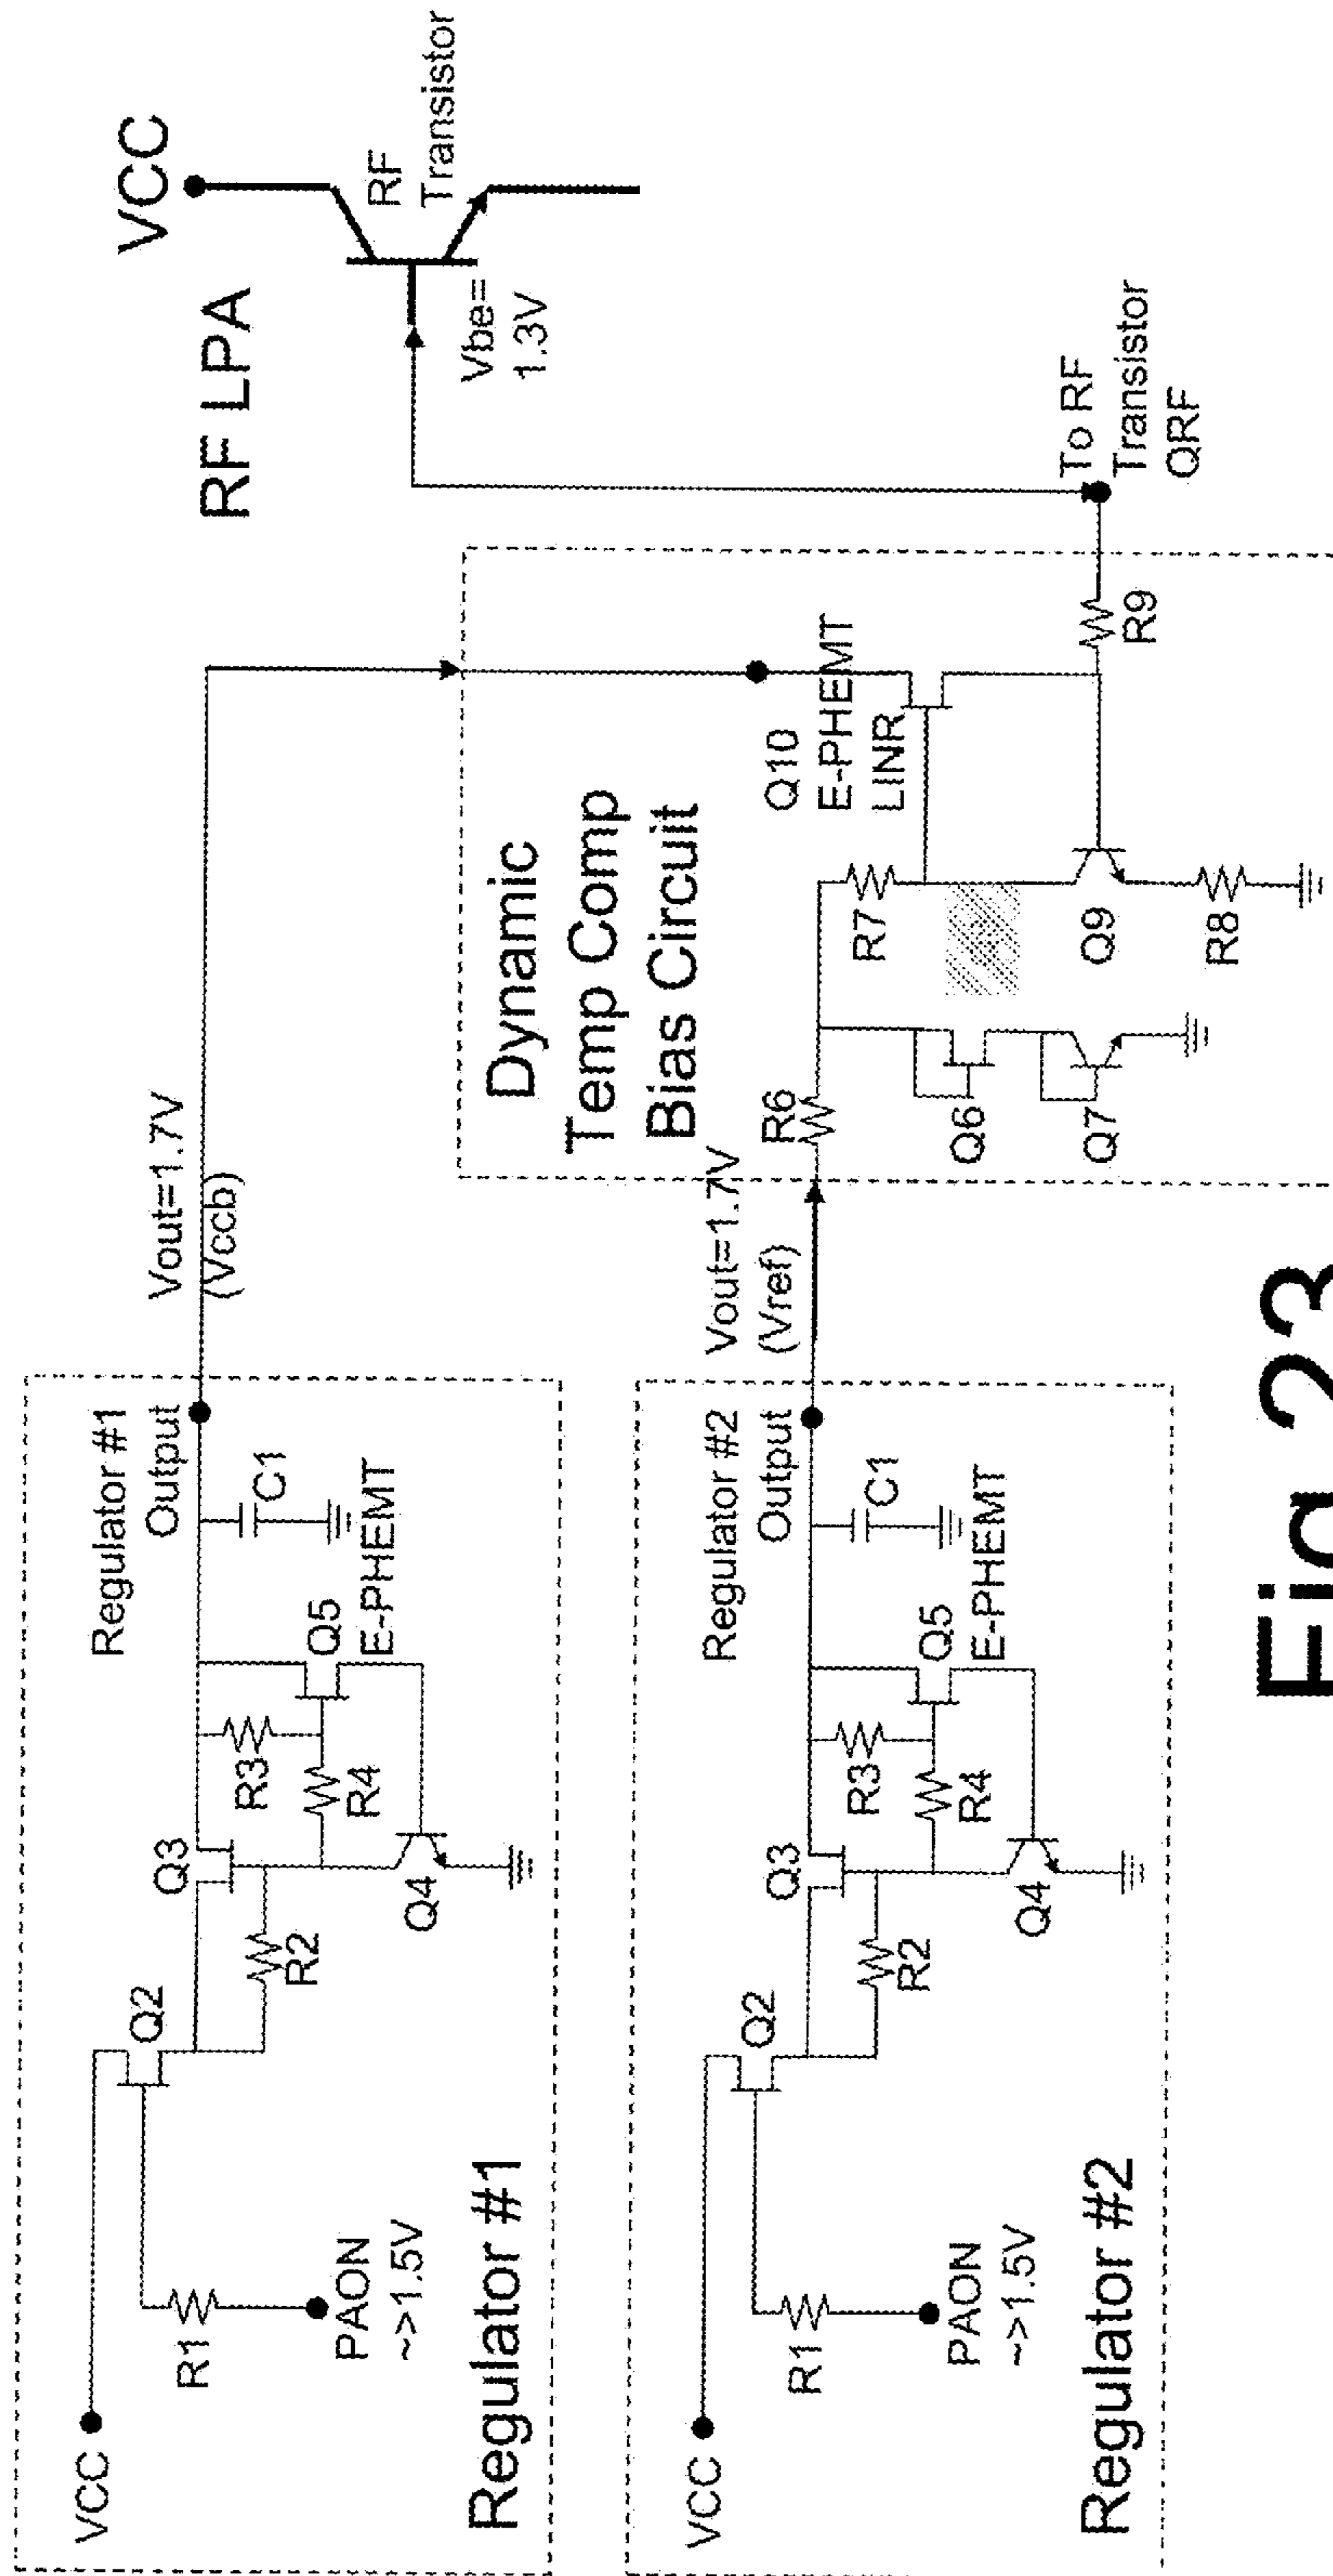 VCC
Q2
R1
PAON
~>1.5V
R2
Q3
R3
R4
Q4
Q5
E-PHEMT
C1
Regulator #1
Output
Regulator #1
Vout=1.7V
(Vccb)
VCC
Q2
R1
PAON
~>1.5V
R2
Q3
R3
R4
Q4
Q5
E-PHEMT
C1
Regulator #2
Output
Regulator #2
Vout=1.7V
(Vref)
Dynamic
Temp Comp
Bias Circuit
R6
Q6
Q7
R7
Q9
R8
Q10
E-PHEMT
LINR
R9
To RF
Transistor
QRF
RF LPA
VCC
RF
Transistor
Vbe=
1.3V
Fig 23